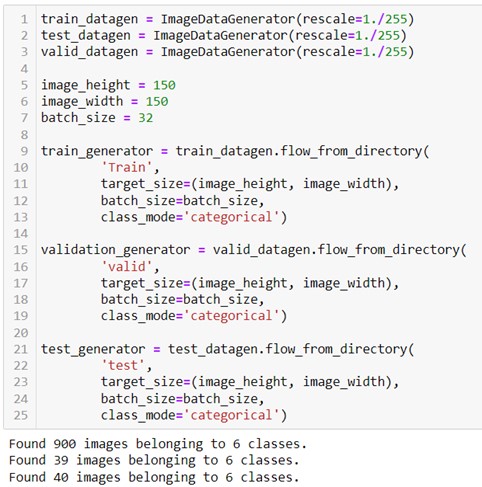 1 train_datagen = ImageDataGenerator(rescale=1./255)
2 test_datagen = ImageDataGenerator(rescale=1./255)
3 valid_datagen = ImageDataGenerator(rescale=1./255)
4
5 image_height = 150
6 image_width = 150
7 batch_size = 32
8
9 train_generator = train_datagen.flow_from_directory(
10         'Train',
11         target_size=(image_height, image_width),
12         batch_size=batch_size,
13         class_mode='categorical')
14
15 validation_generator = valid_datagen.flow_from_directory(
16         'valid',
17         target_size=(image_height, image_width),
18         batch_size=batch_size,
19         class_mode='categorical')
20
21 test_generator = test_datagen.flow_from_directory(
22         'test',
23         target_size=(image_height, image_width),
24         batch_size=batch_size,
25         class_mode='categorical')
Found 900 images belonging to 6 classes.
Found 39 images belonging to 6 classes.
Found 40 images belonging to 6 classes.